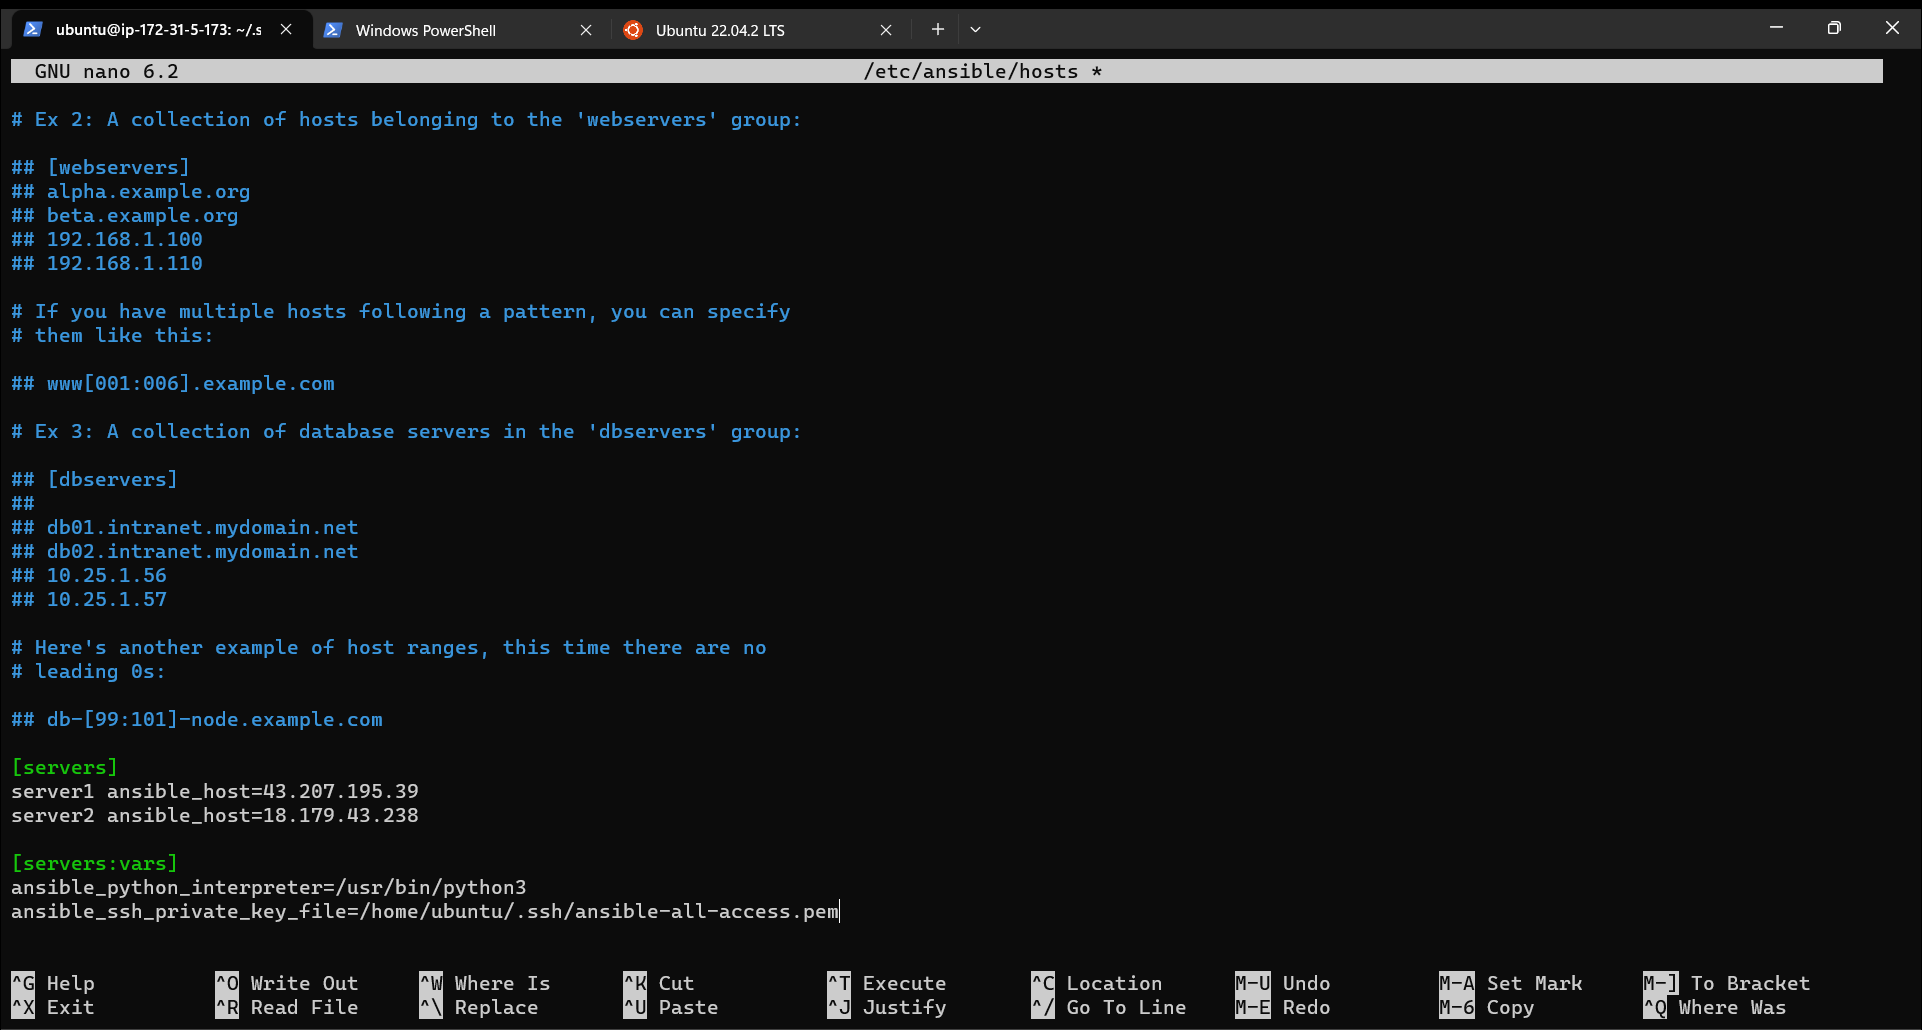 ubuntu@ip-172-31-5-173: ~/.s
Windows PowerShell
Ubuntu 22.04.2 LTS
GNU nano 6.2 /etc/ansible/hosts *
# Ex 2: A collection of hosts belonging to the 'webservers' group:
## [webservers]
## alpha.example.org
## beta.example.org
## 192.168.1.100
## 192.168.1.110
# If you have multiple hosts following a pattern, you can specify
# them like this:
## www[001:006].example.com
# Ex 3: A collection of database servers in the 'dbservers' group:
## [dbservers]
##
## db01.intranet.mydomain.net
## db02.intranet.mydomain.net
## 10.25.1.56
## 10.25.1.57
# Here's another example of host ranges, this time there are no
# leading 0s:
## db-[99:101]-node.example.com
[servers]
server1 ansible_host=43.207.195.39
server2 ansible_host=18.179.43.238
[servers:vars]
ansible_python_interpreter=/usr/bin/python3
ansible_ssh_private_key_file=/home/ubuntu/.ssh/ansible-all-access.pem
^G Help ^O Write Out ^W Where Is ^K Cut ^T Execute ^C Location M-U Undo M-A Set Mark M-] To Bracket
^X Exit ^R Read File ^\ Replace ^U Paste ^J Justify ^/ Go To Line M-E Redo M-6 Copy ^Q Where Was